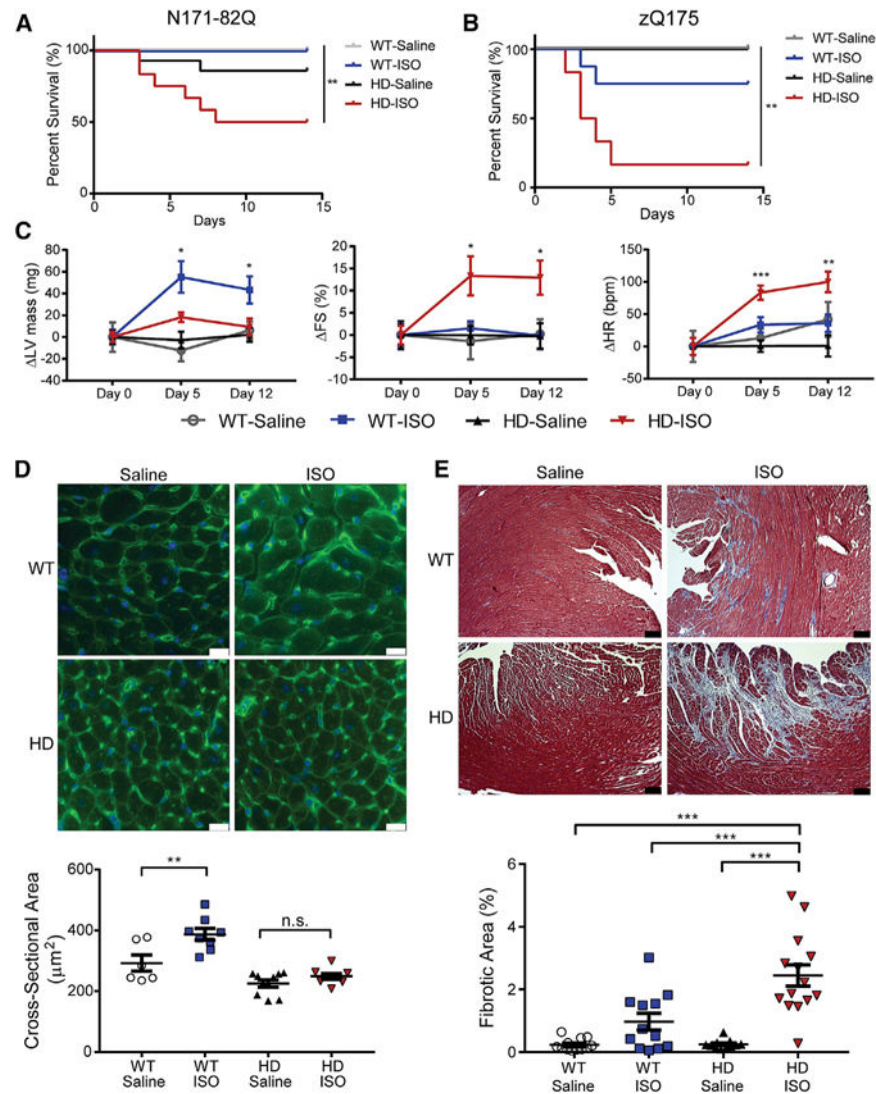 A
N171-82Q
Percent Survival (%)
100
50
0
0 5 10 15
Days
**
WT-Saline
WT-ISO
HD-Saline
HD-ISO
B
zQ175
Percent Survival (%)
100
50
0
0 5 10 15
Days
**
WT-Saline
WT-ISO
HD-Saline
HD-ISO
C
ΔLV mass (mg)
80
60
40
20
0
-20
-40
* *
Day 0 Day 5 Day 12
ΔFS (%)
20
15
10
5
0
-5
-10
* *
Day 0 Day 5 Day 12
ΔHR (bpm)
150
100
50
0
-50
*** **
Day 0 Day 5 Day 12
WT-Saline WT-ISO HD-Saline HD-ISO
D
Saline ISO
WT
HD
Cross-Sectional Area
(μm²)
600
400
200
0
**
n.s.
WT Saline
WT ISO
HD Saline
HD ISO
E
Saline ISO
WT
HD
Fibrotic Area (%)
6
4
2
0
***
***
***
WT Saline
WT ISO
HD Saline
HD ISO